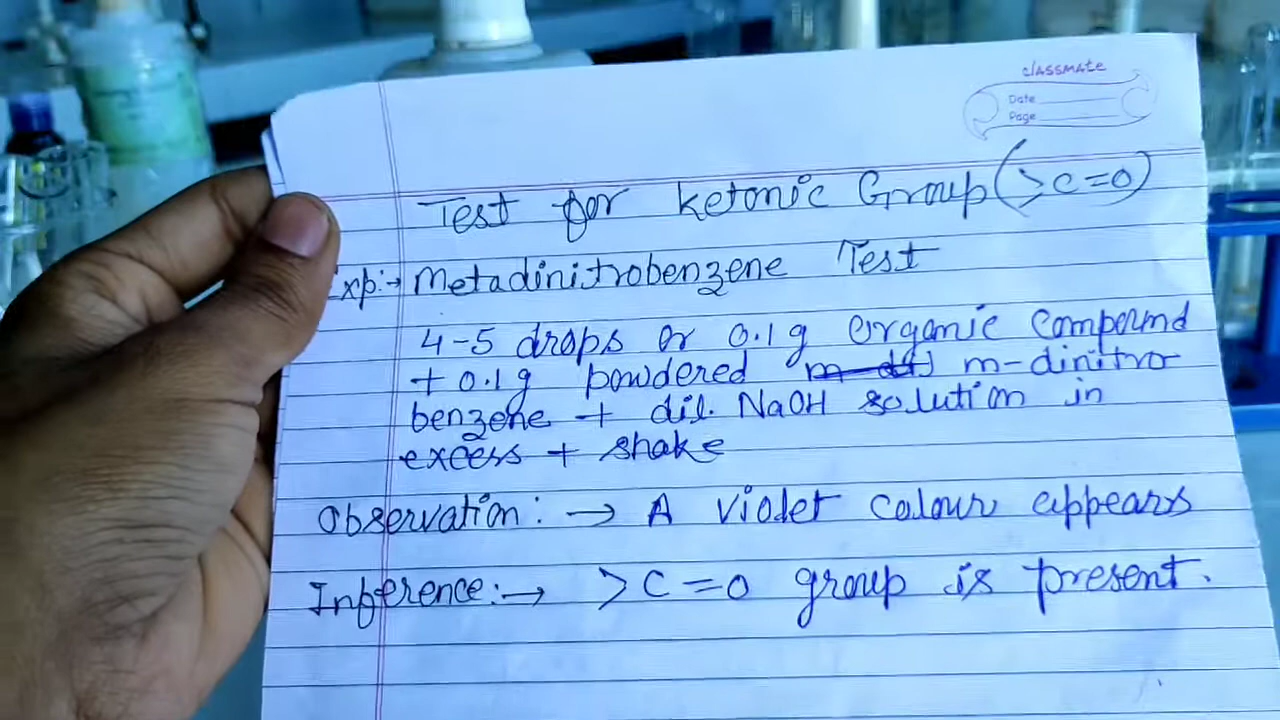 classmate
Date
Page
Test for Ketonic Group (>C=O)
Exp:→ Metadinitrobenzene Test
4-5 drops or 0.1g Organic Compound
+ 0.1g powdered m-dinitro
benzene + dil. NaOH solution in
excess + shake
Observation: → A violet colour appears
Inference:→ >C=O group is present.